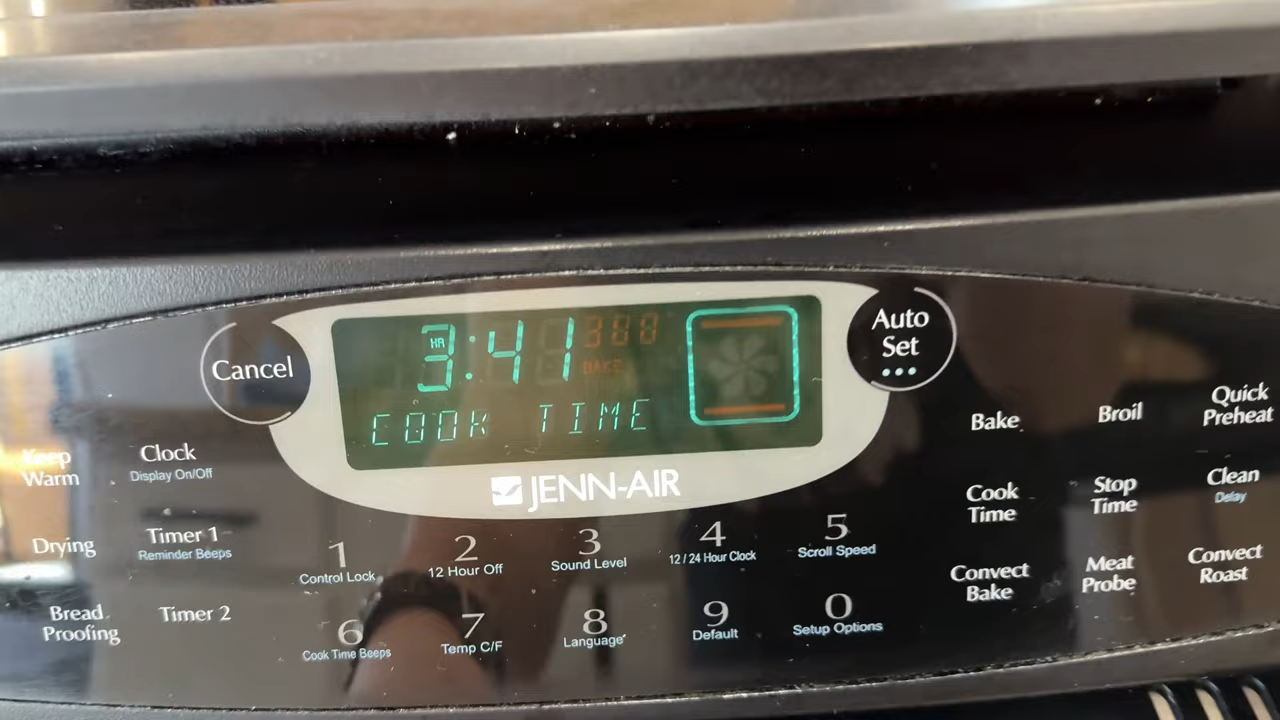 HR
3:41
300
BAKE
COOK TIME
JENN-AIR
Cancel
Auto
Set
Keep
Warm
Clock
Display On/Off
Drying
Timer 1
Reminder Beeps
Bread
Proofing
Timer 2
1
Control Lock
2
12 Hour Off
3
Sound Level
4
12 / 24 Hour Clock
5
Scroll Speed
6
Cook Time Beeps
7
Temp C/F
8
Language
9
Default
0
Setup Options
Bake
Broil
Quick
Preheat
Cook
Time
Stop
Time
Clean
Delay
Convect
Bake
Meat
Probe
Convect
Roast